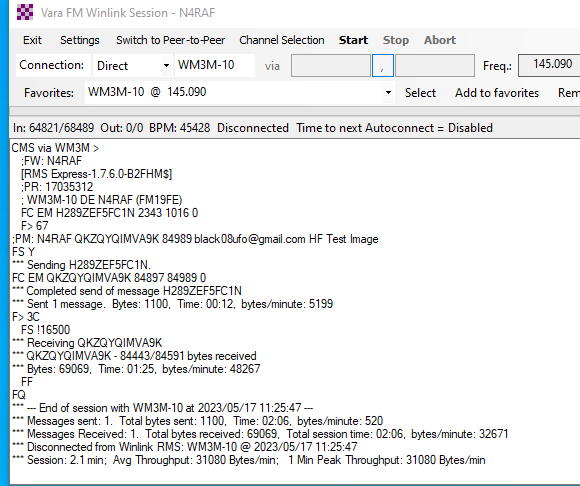 Vara FM Winlink Session - N4RAF
Exit Settings Switch to Peer-to-Peer Channel Selection Start Stop Abort
Connection: Direct WM3M-10 via , Freq.: 145.090
Favorites: WM3M-10 @ 145.090 Select Add to favorites Rem
In: 64821/68489 Out: 0/0 BPM: 45428 Disconnected Time to next Autoconnect = Disabled
CMS via WM3M >
;FW: N4RAF
[RMS Express-1.7.6.0-B2FHM$]
;PR: 17035312
; WM3M-10 DE N4RAF (FM19FE)
FC EM H289ZEF5FC1N 2343 1016 0
F> 67
;PM: N4RAF QKZQYQIMVA9K 84989 black08ufo@gmail.com HF Test Image
FS Y
*** Sending H289ZEF5FC1N.
FC EM QKZQYQIMVA9K 84897 84989 0
*** Completed send of message H289ZEF5FC1N
*** Sent 1 message. Bytes: 1100, Time: 00:12, bytes/minute: 5199
F> 3C
FS !16500
*** Receiving QKZQYQIMVA9K
*** QKZQYQIMVA9K - 84443/84591 bytes received
*** Bytes: 69069, Time: 01:25, bytes/minute: 48267
FF
FQ
*** --- End of session with WM3M-10 at 2023/05/17 11:25:47 ---
*** Messages sent: 1. Total bytes sent: 1100, Time: 02:06, bytes/minute: 520
*** Messages Received: 1. Total bytes received: 69069, Total session time: 02:06, bytes/minute: 32671
*** Disconnected from Winlink RMS: WM3M-10 @ 2023/05/17 11:25:47
*** Session: 2.1 min; Avg Throughput: 31080 Bytes/min; 1 Min Peak Throughput: 31080 Bytes/min